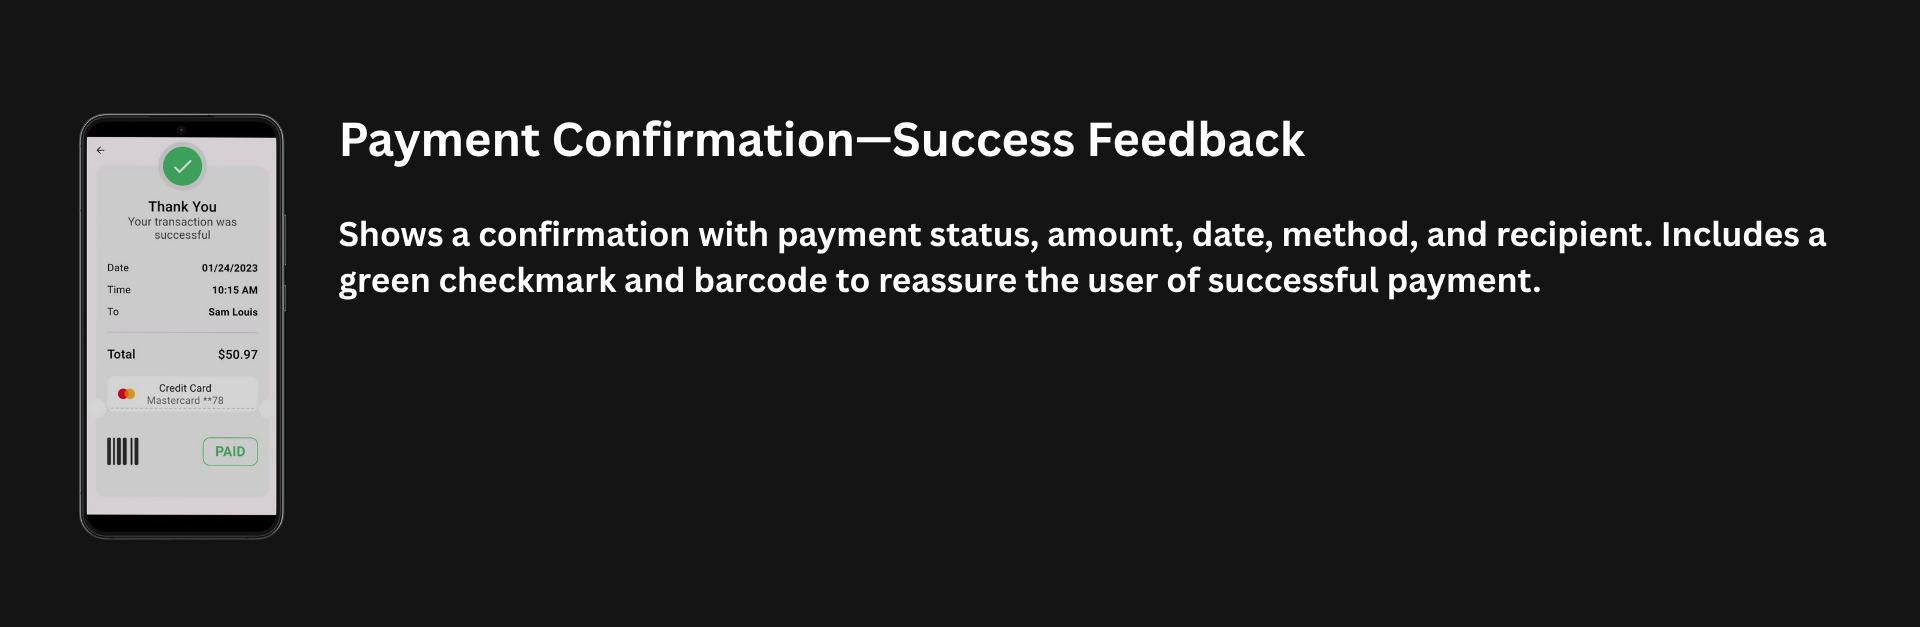 Payment Confirmation—Success Feedback
Shows a confirmation with payment status, amount, date, method, and recipient. Includes a
green checkmark and barcode to reassure the user of successful payment.
Thank You
Your transaction was
successful
Date 01/24/2023
Time 10:15 AM
To Sam Louis
Total $50.97
Credit Card
Mastercard **78
PAID